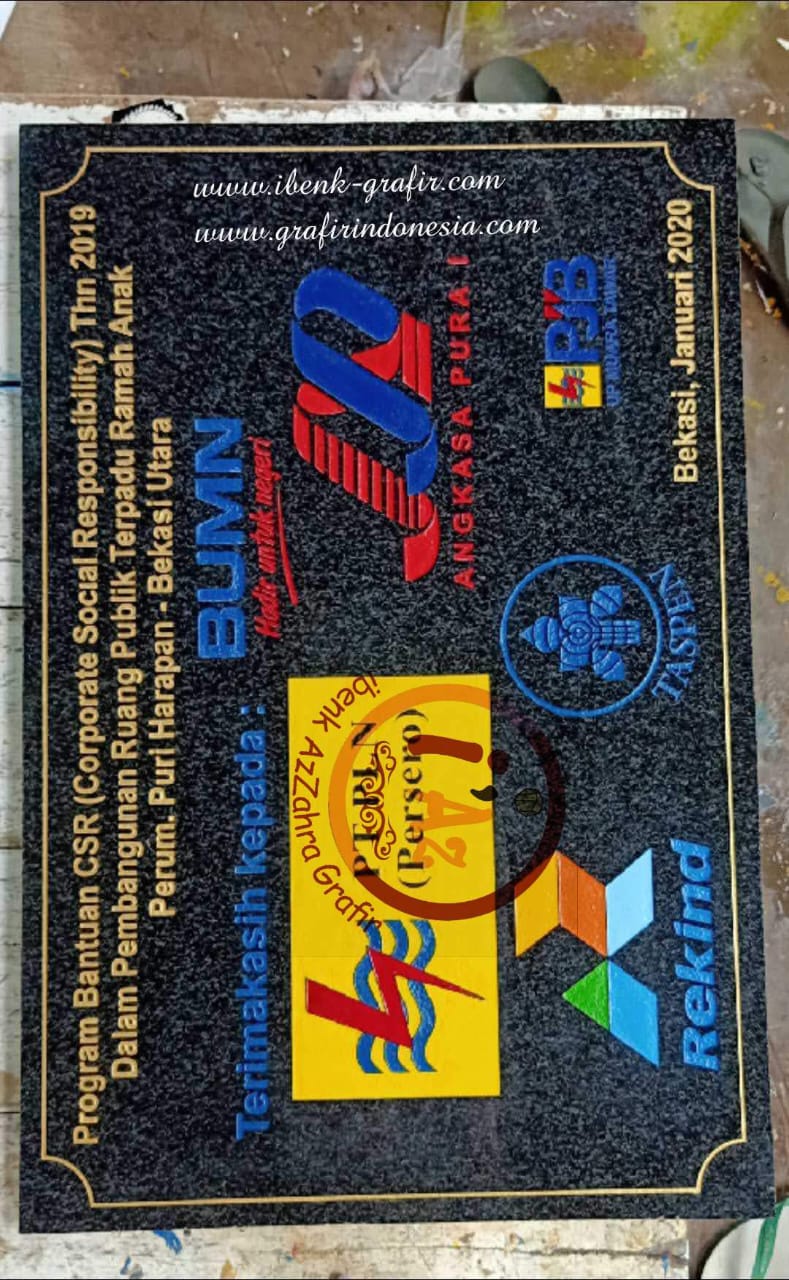 www.ibenk-grafir.com
www.grafirindonesia.com
Program Bantuan CSR (Corporate Social Responsibility) Thn 2019
Dalam Pembangunan Ruang Publik Terpadu Ramah Anak
Perum. Puri Harapan - Bekasi Utara
Terimakasih kepada :
BUMN
Hadir untuk negeri
PT PLN
(Persero)
ibenk AzZahra Grafir
AZ
ANGKASA PURA I
Rekind
TASPEN
PJB
Bekasi, Januari 2020